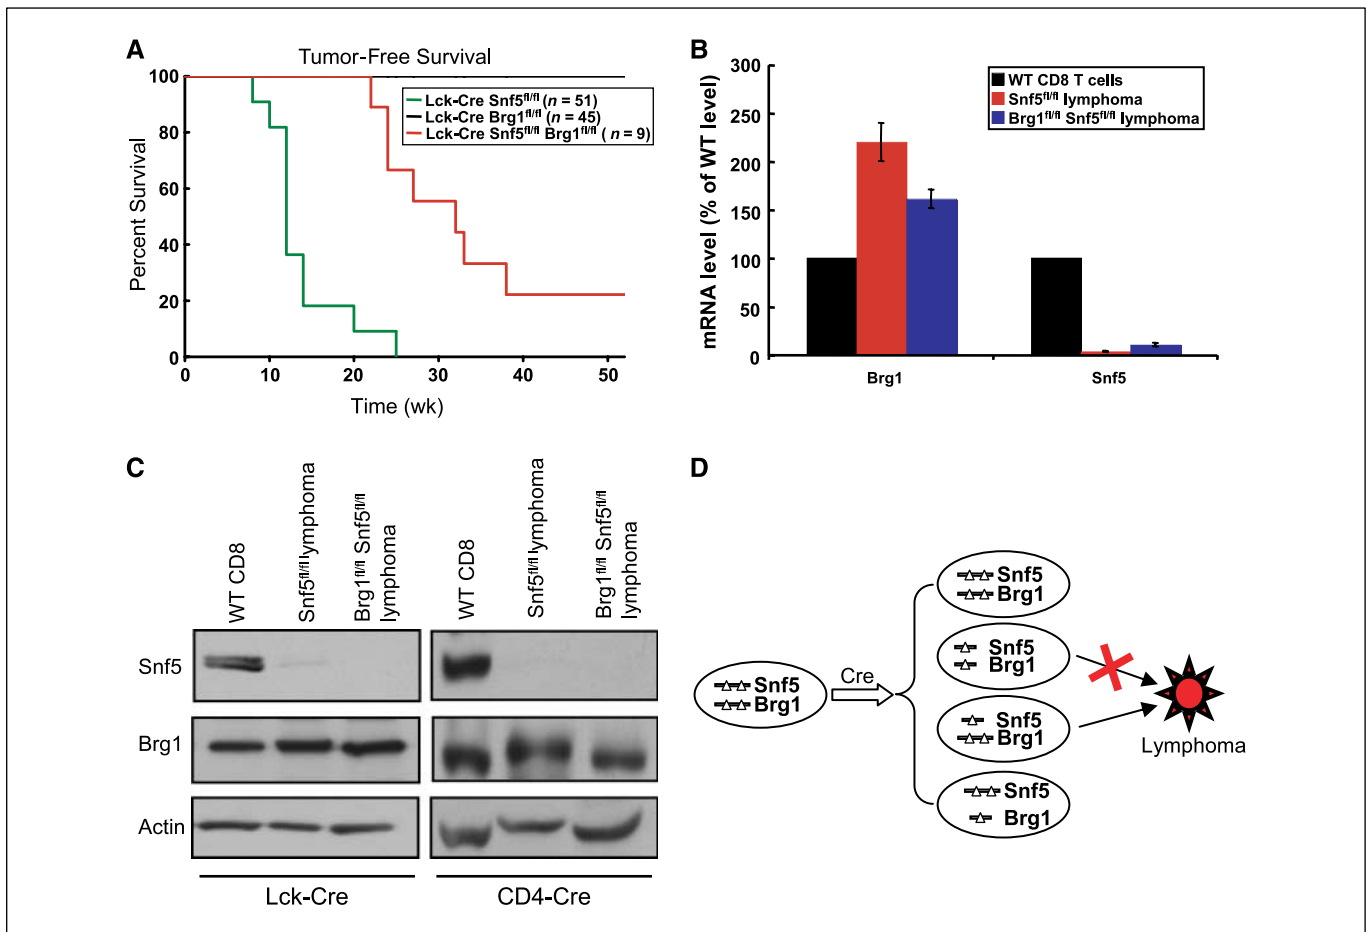 A
Tumor-Free Survival
100
80
60
40
20
0
Percent Survival
0 10 20 30 40 50
Time (wk)
Lck-Cre Snf5fl/fl (n = 51)
Lck-Cre Brg1fl/fl (n = 45)
Lck-Cre Snf5fl/fl Brg1fl/fl ( n = 9)
B
300
250
200
150
100
50
0
mRNA level (% of WT level)
WT CD8 T cells
Snf5fl/fl lymphoma
Brg1fl/fl Snf5fl/fl lymphoma
Brg1 Snf5
C
WT CD8
Snf5fl/fl lymphoma
Brg1fl/fl Snf5fl/fl
lymphoma
WT CD8
Snf5fl/fl lymphoma
Brg1fl/fl Snf5fl/fl
lymphoma
Snf5
Brg1
Actin
Lck-Cre
CD4-Cre
D
Snf5
Brg1
Cre
Snf5
Brg1
Snf5
Brg1
Snf5
Brg1
Snf5
Brg1
Lymphoma